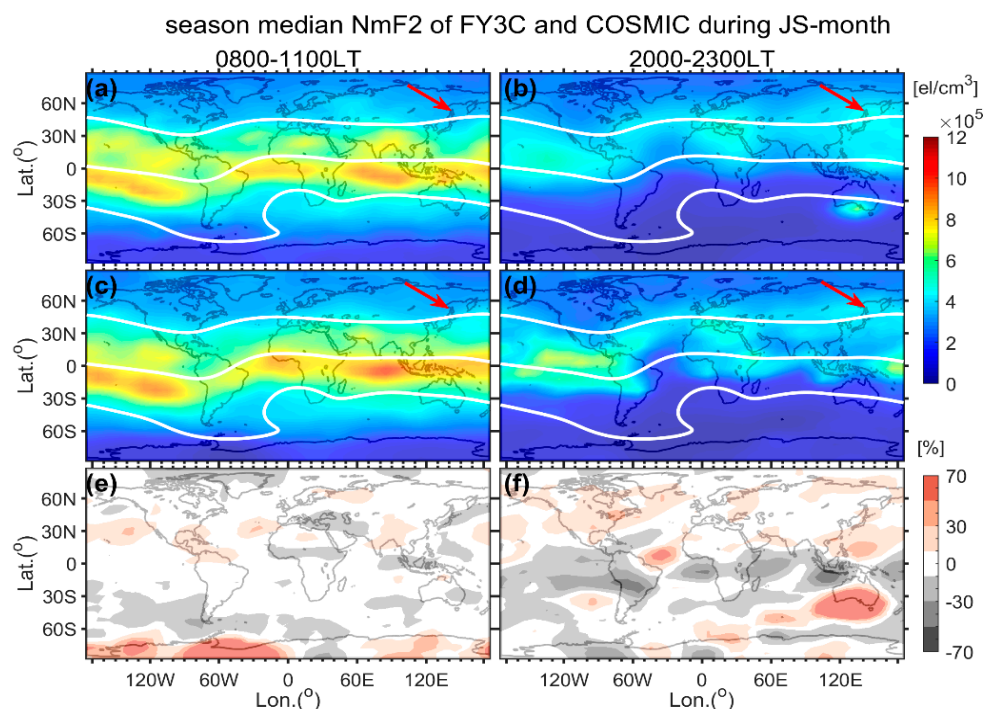 season median NmF2 of FY3C and COSMIC during JS-month
0800-1100LT 2000-2300LT
(a) (b) [el/cm³]
×10⁵
60N 30N 0 30S 60S
Lat.(°)
12 10 8 6 4 2 0
(c) (d)
60N 30N 0 30S 60S
Lat.(°)
[%]
(e) (f)
60N 30N 0 30S 60S
Lat.(°)
70 30 0 -30 -70
120W 60W 0 60E 120E 120W 60W 0 60E 120E
Lon.(°) Lon.(°)